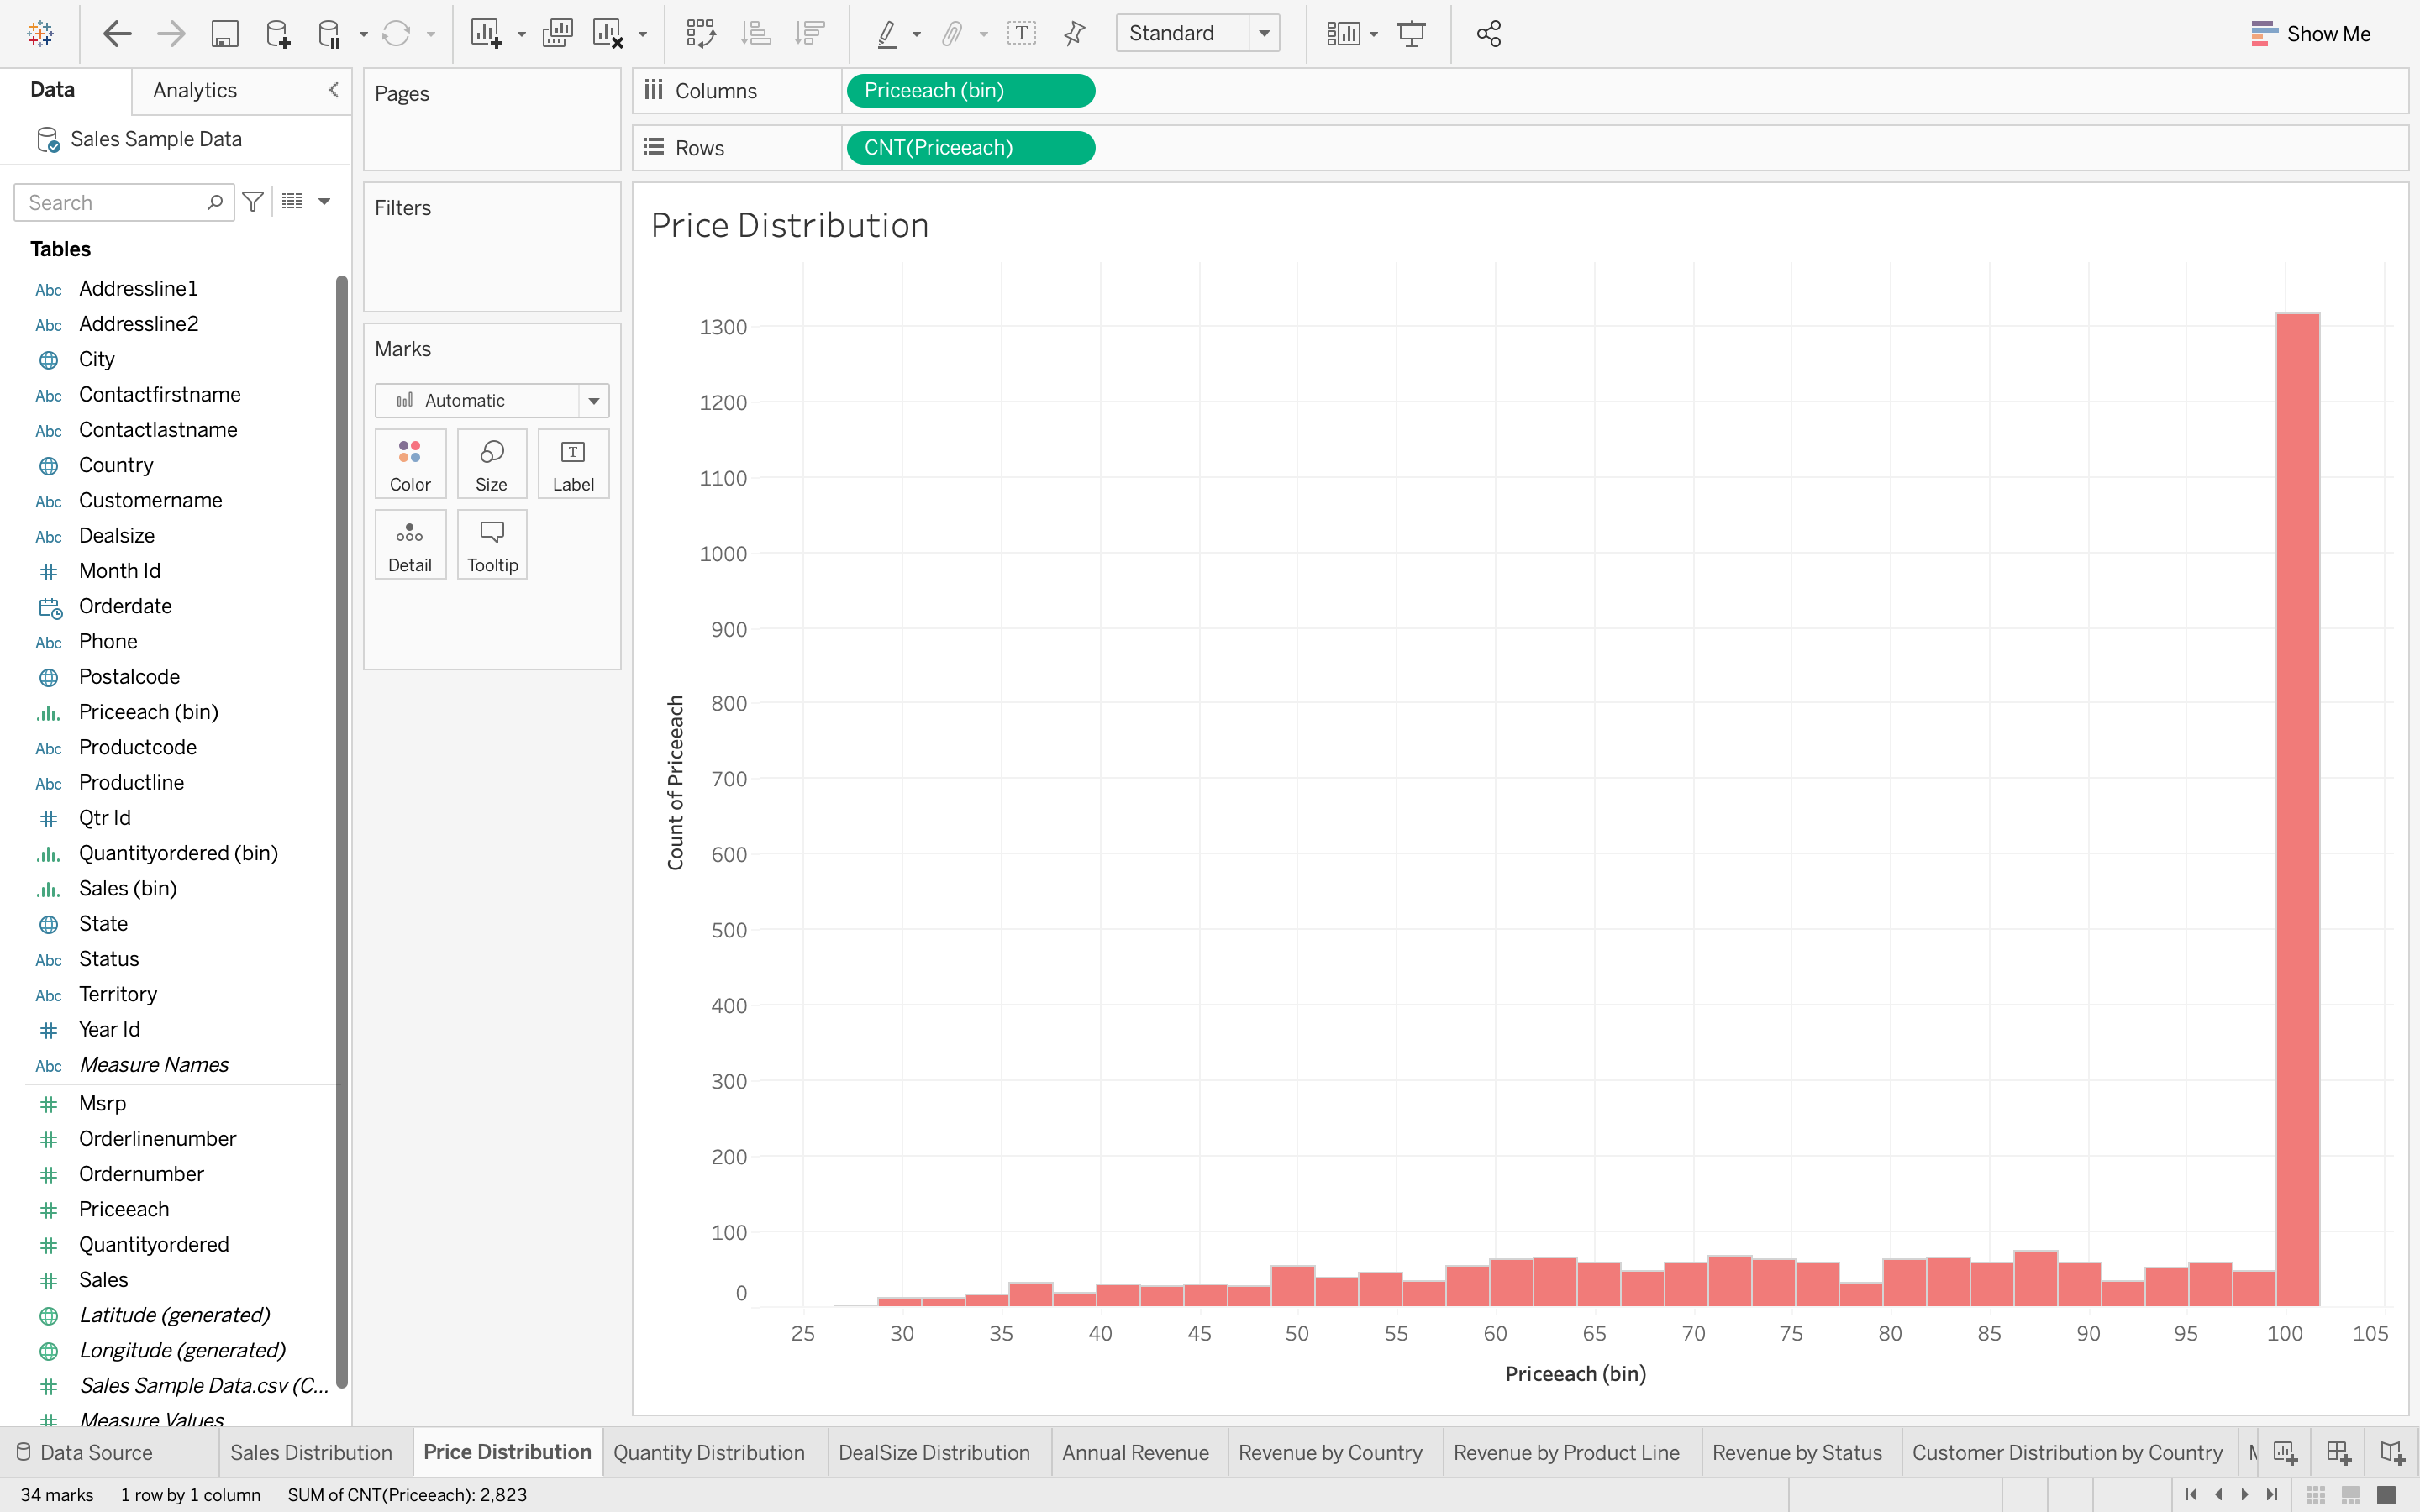 Standard
Show Me
Data
Analytics
Sales Sample Data
Search
Tables
Abc Addressline1
Abc Addressline2
City
Abc Contactfirstname
Abc Contactlastname
Country
Abc Customername
Abc Dealsize
Month Id
Orderdate
Abc Phone
Postalcode
Priceeach (bin)
Abc Productcode
Abc Productline
Qtr Id
Quantityordered (bin)
Sales (bin)
State
Abc Status
Abc Territory
Year Id
Abc Measure Names
Msrp
Orderlinenumber
Ordernumber
Priceeach
Quantityordered
Sales
Latitude (generated)
Longitude (generated)
Sales Sample Data.csv (C...
Measure Values
Pages
Filters
Marks
Automatic
Color
Size
T
Label
Detail
Tooltip
Columns
Priceeach (bin)
Rows
CNT(Priceeach)
Price Distribution
Count of Priceeach
1300
1200
1100
1000
900
800
700
600
500
400
300
200
100
0
25 30 35 40 45 50 55 60 65 70 75 80 85 90 95 100 105
Priceeach (bin)
Data Source
Sales Distribution
Price Distribution
Quantity Distribution
DealSize Distribution
Annual Revenue
Revenue by Country
Revenue by Product Line
Revenue by Status
Customer Distribution by Country
34 marks
1 row by 1 column
SUM of CNT(Priceeach): 2,823